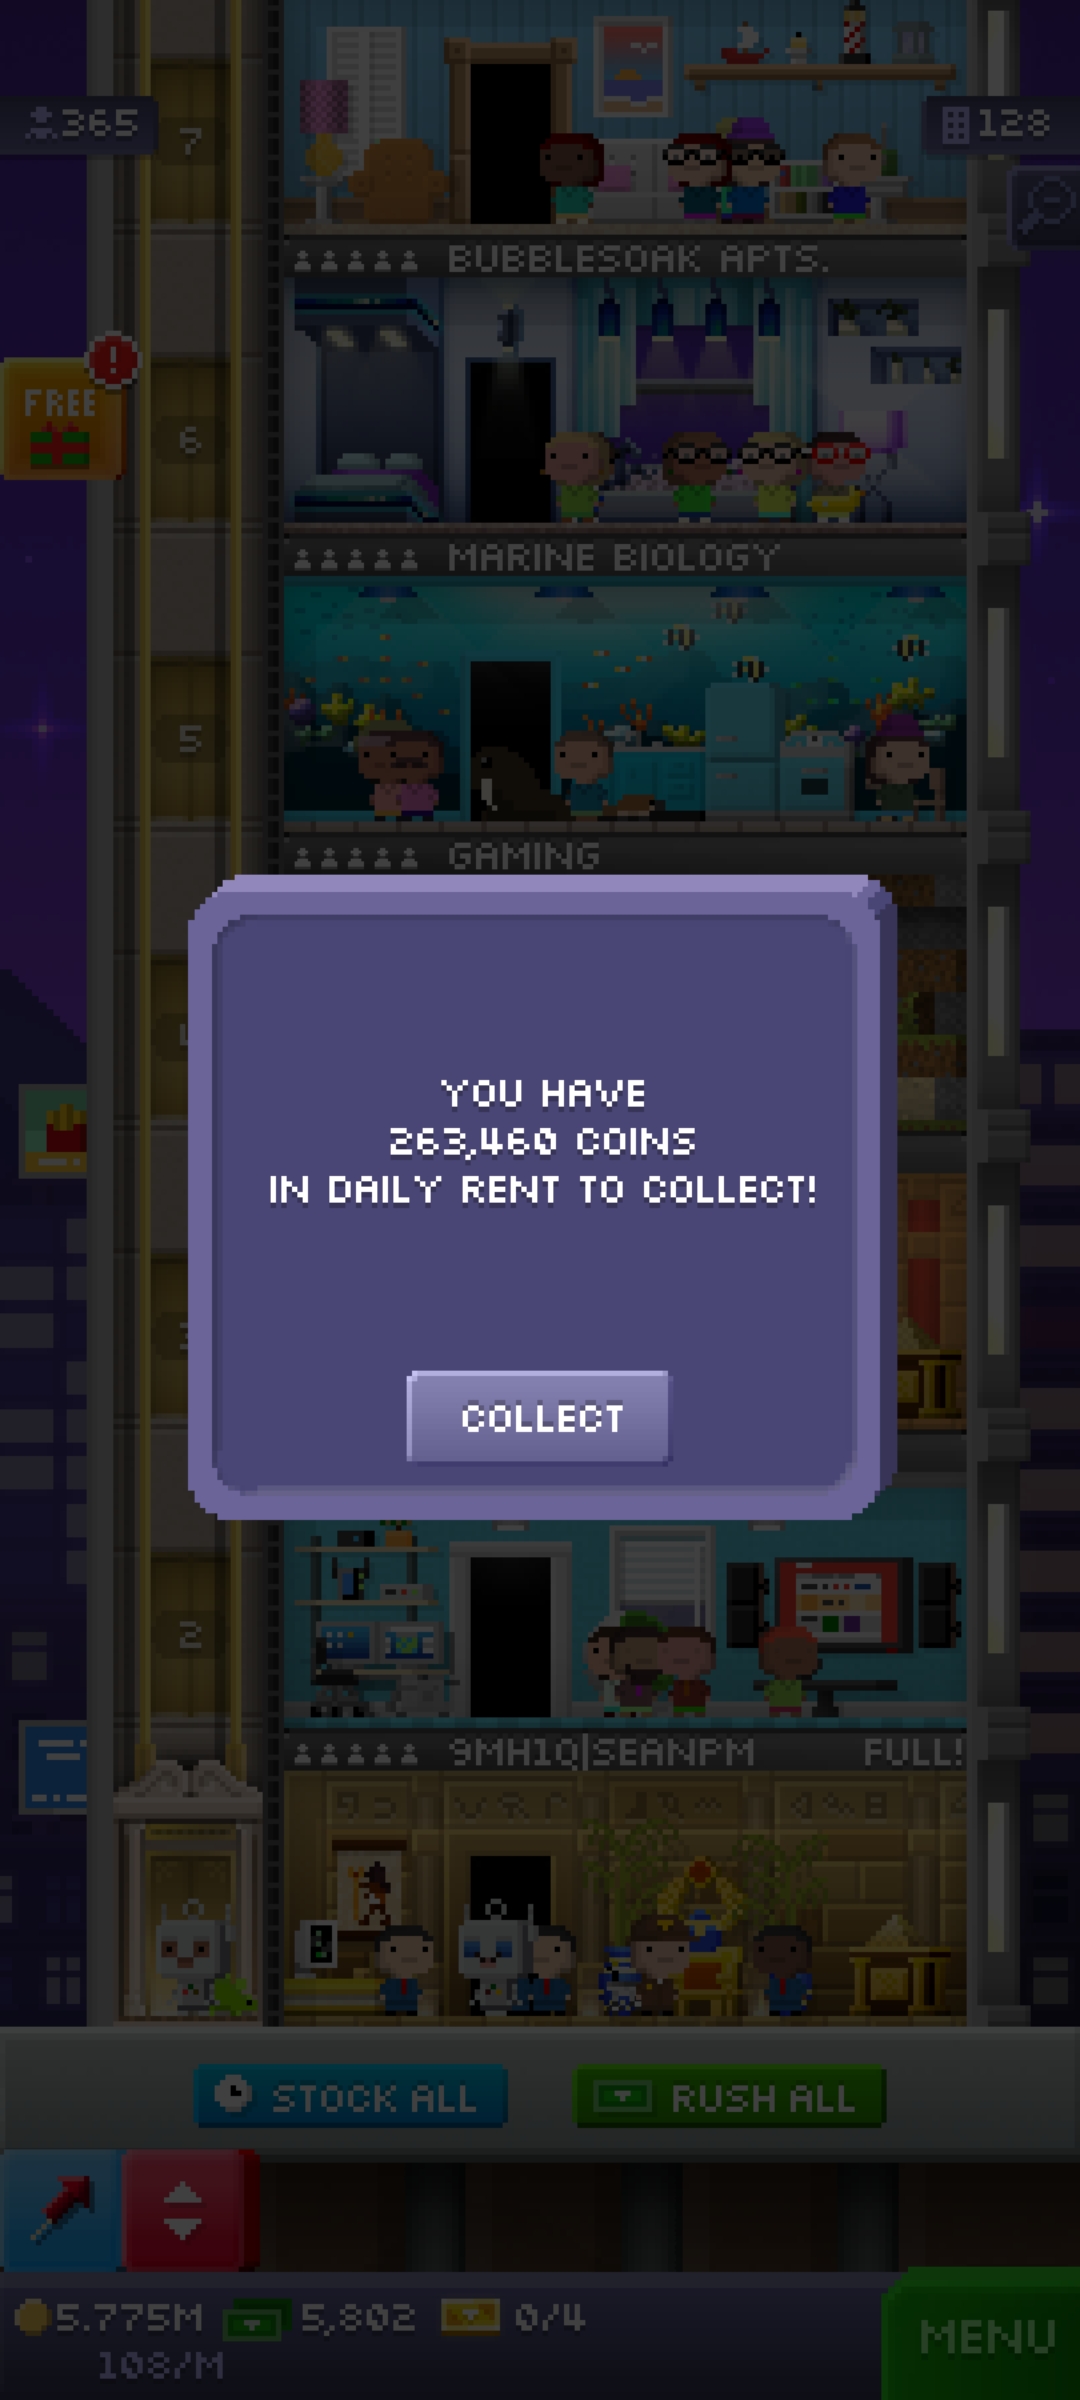 365
7
128
BUBBLESOAK APTS.
FREE
!
6
MARINE BIOLOGY
5
GAMING
YOU HAVE
263,460 COINS
IN DAILY RENT TO COLLECT!
COLLECT
2
9MH1Q|SEANPM FULL!
STOCK ALL
RUSH ALL
5.775M 5,802 0/4
108/M
MENU